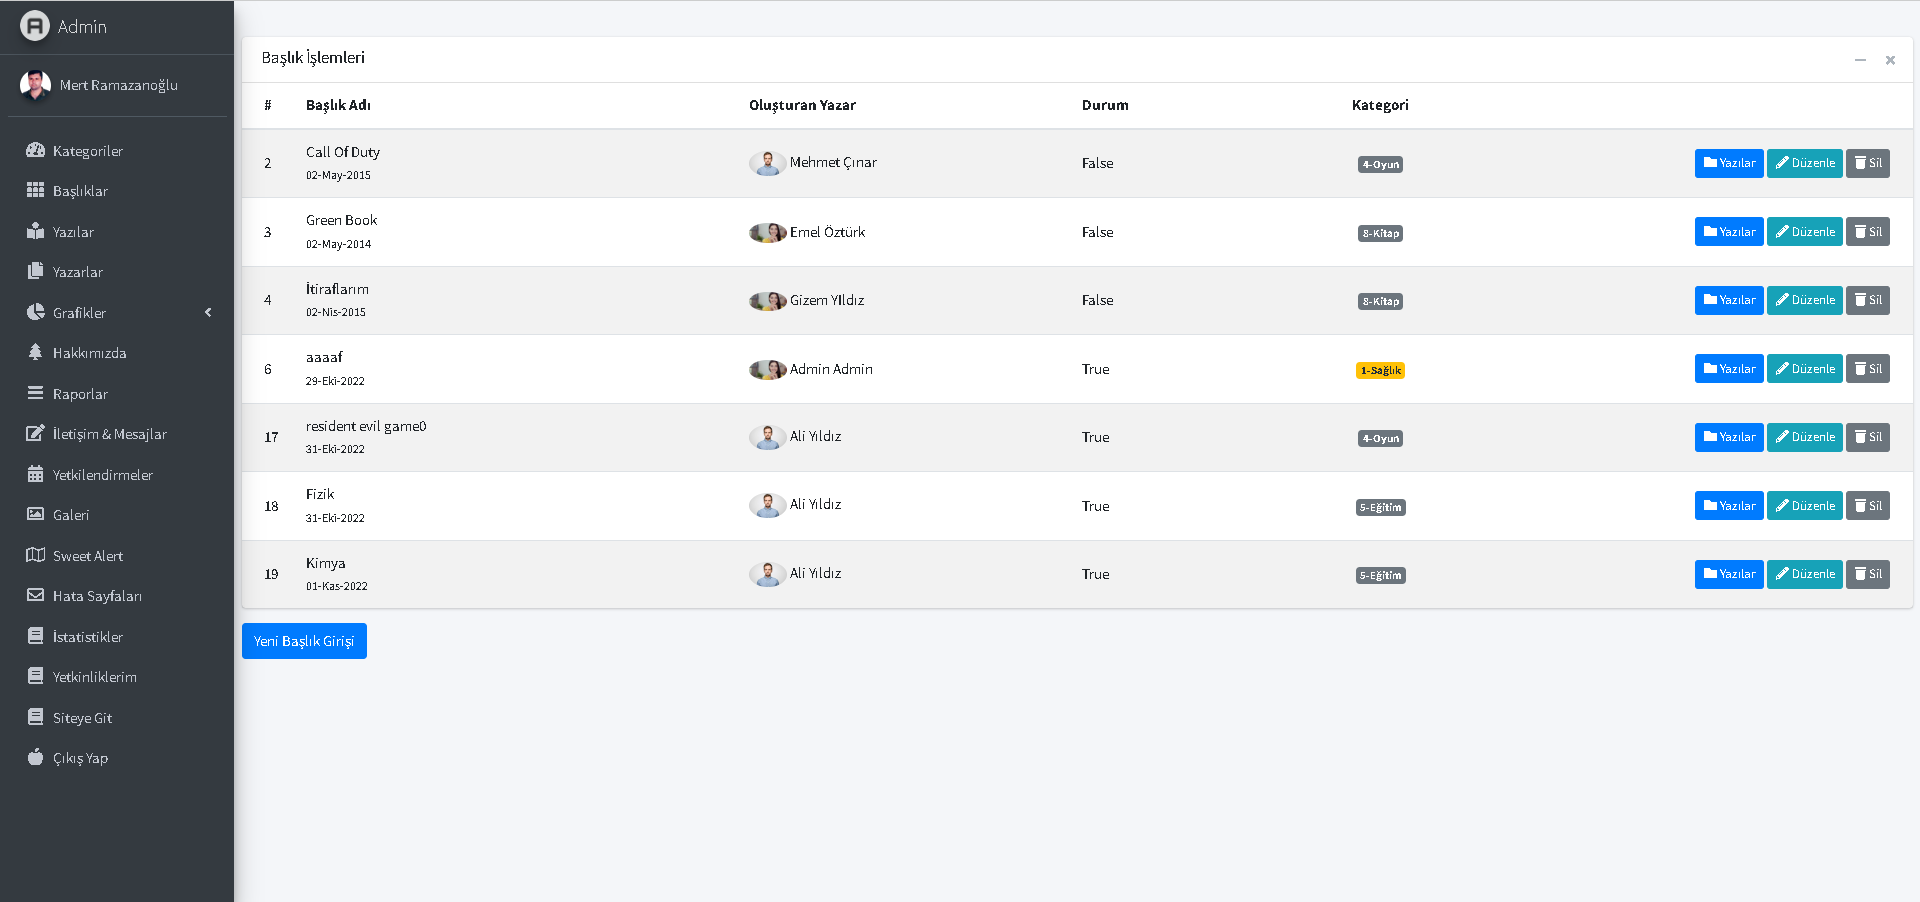 Admin
Mert Ramazanoğlu
Kategoriler
Başlıklar
Yazılar
Yazarlar
Grafikler
Hakkımızda
Raporlar
İletişim & Mesajlar
Yetkilendirmeler
Galeri
Sweet Alert
Hata Sayfaları
İstatistikler
Yetkinliklerim
Siteye Git
Çıkış Yap
Başlık İşlemleri
# Başlık Adı Oluşturan Yazar Durum Kategori
2 Call Of Duty Mehmet Çınar False 4-Oyun Yazılar Düzenle Sil
02-May-2015
3 Green Book Emel Öztürk False 8-Kitap Yazılar Düzenle Sil
02-May-2014
4 İtiraflarım Gizem YIldız False 8-Kitap Yazılar Düzenle Sil
02-Nis-2015
6 aaaaf Admin Admin True 1-Sağlık Yazılar Düzenle Sil
29-Eki-2022
17 resident evil game0 Ali Yıldız True 4-Oyun Yazılar Düzenle Sil
31-Eki-2022
18 Fizik Ali Yıldız True 5-Eğitim Yazılar Düzenle Sil
31-Eki-2022
19 Kimya Ali Yıldız True 5-Eğitim Yazılar Düzenle Sil
01-Kas-2022
Yeni Başlık Girişi